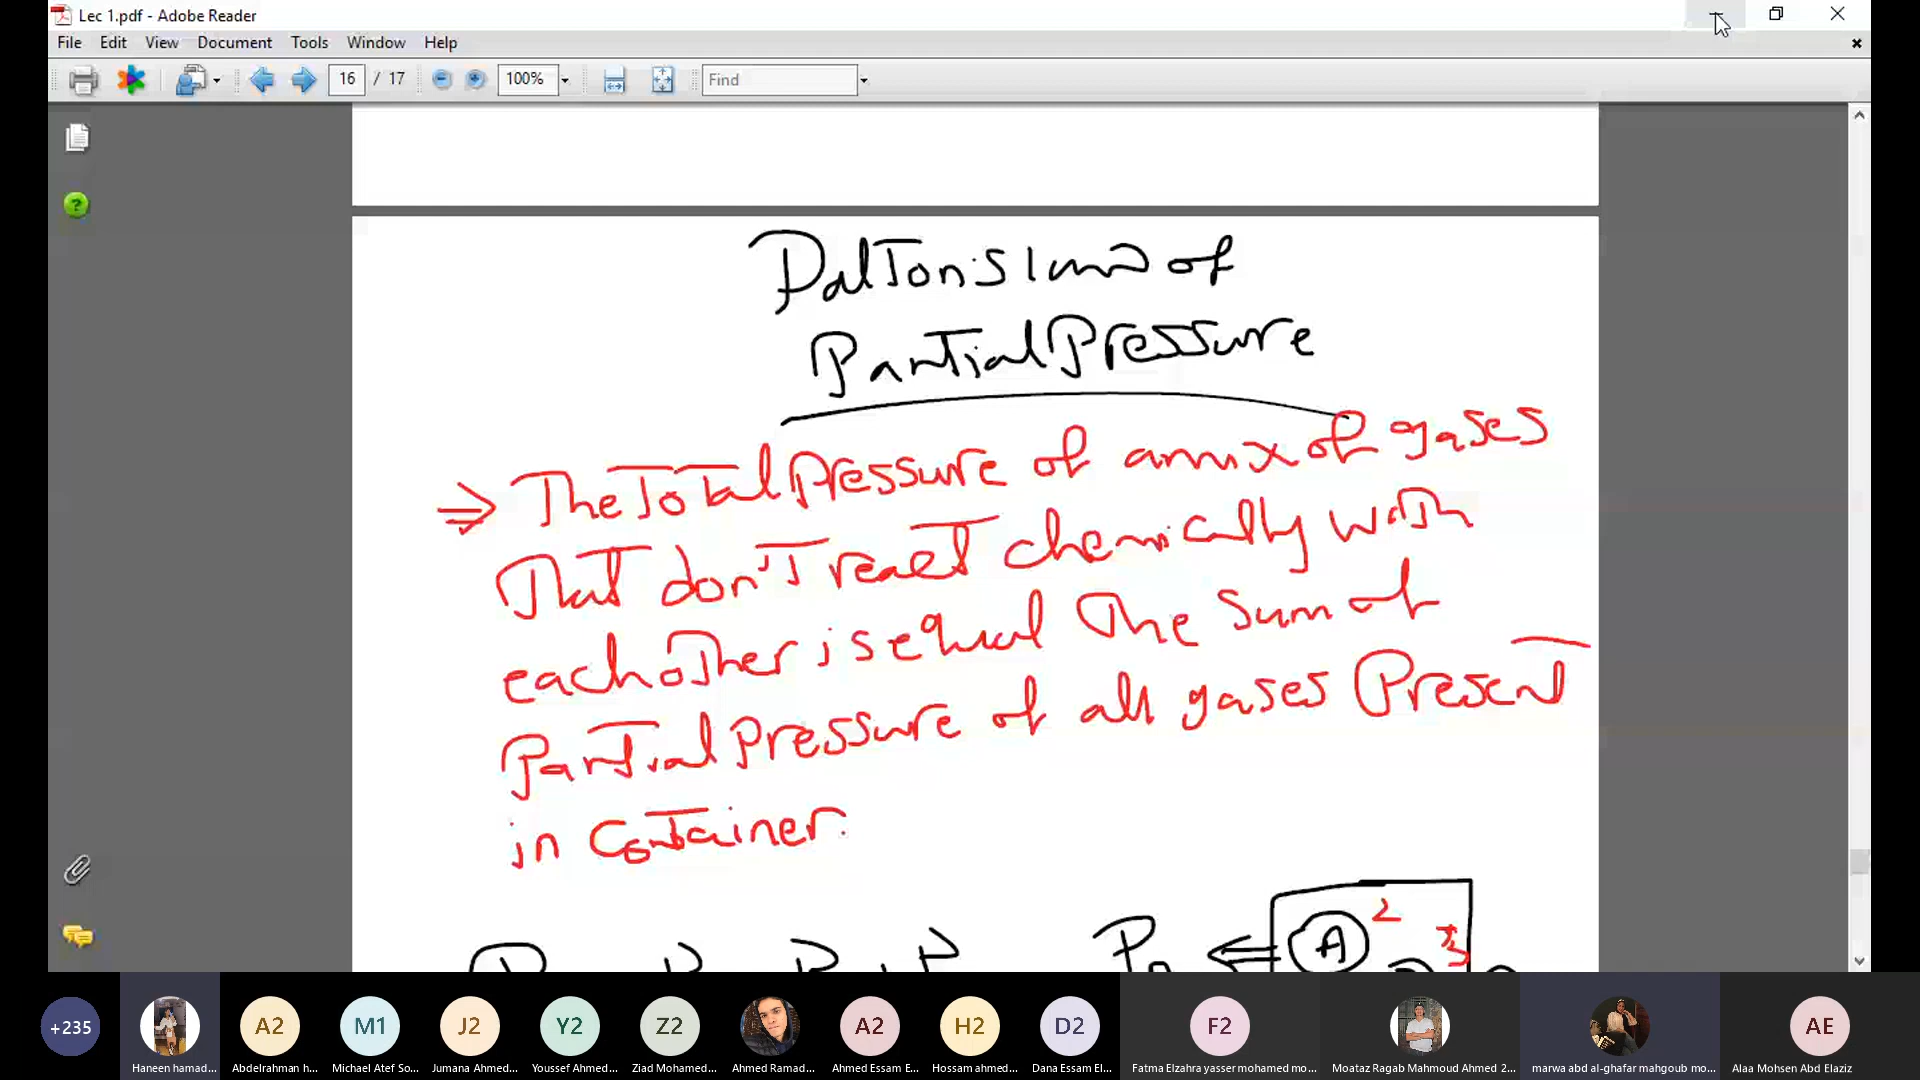 Lec 1.pdf - Adobe Reader
File Edit View Document Tools Window Help
16 / 17 100% Find
Dalton's law of
Partial Pressure
⇒ The Total Pressure of a mix of gases
That don't react chemically with
each other is equal The Sum of
Partial Pressure of all gases Present
in Container.
A 2
+3
+235
A2 M1 J2 Y2 Z2 A2 H2 D2 F2 AE
Haneen hamad... Abdelrahman h... Michael Atef So... Jumana Ahmed... Youssef Ahmed... Ziad Mohamed... Ahmed Ramad... Ahmed Essam E... Hossam ahmed... Dana Essam El... Fatma Elzahra yasser mohamed mo... Moataz Ragab Mahmoud Ahmed 2... marwa abd al-ghafar mahgoub mo... Alaa Mohsen Abd Elaziz